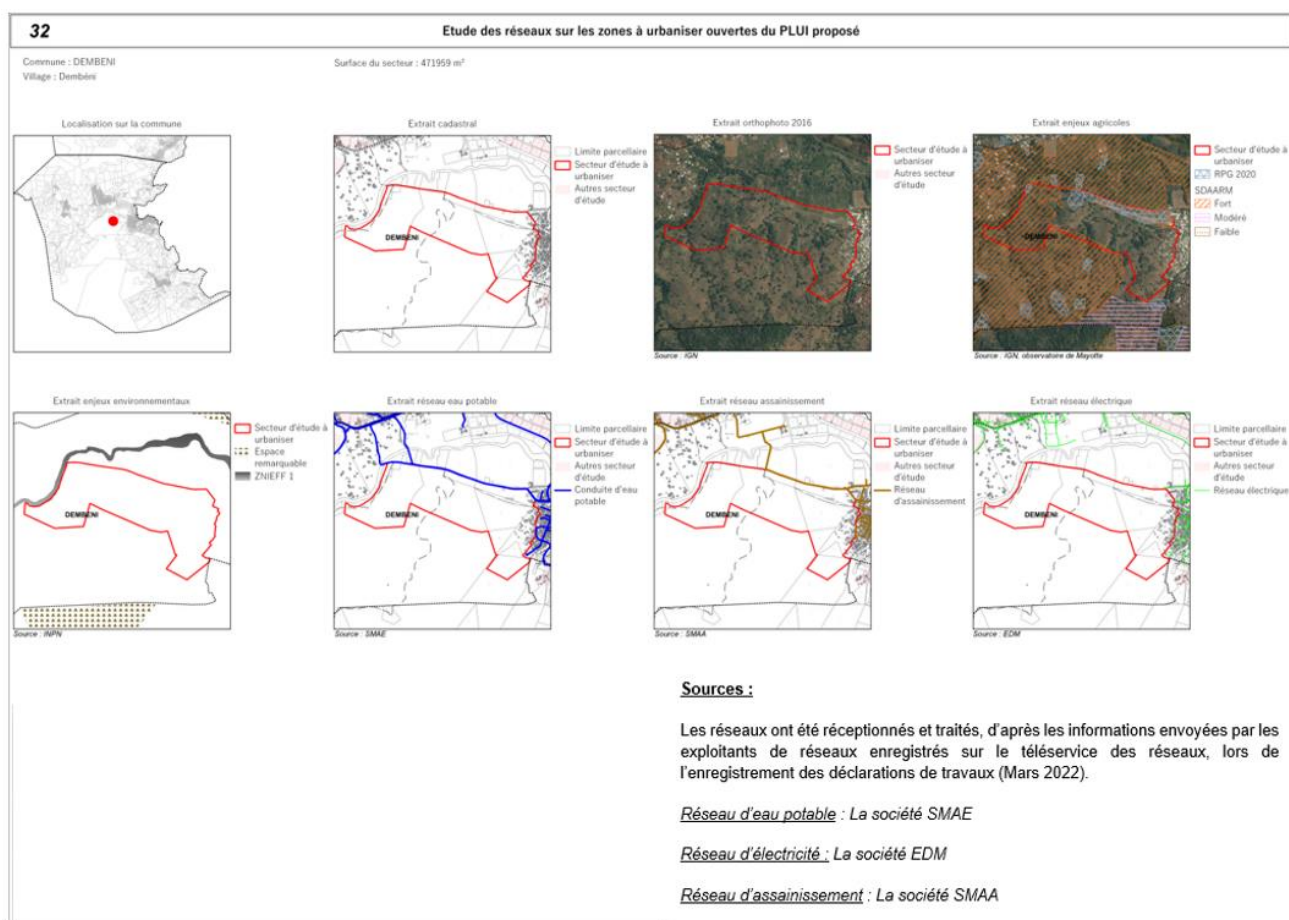 32
Etude des réseaux sur les zones à urbaniser ouvertes du PLUI proposé
Commune : DEMBENI
Village : Dembéni
Surface du secteur : 471959 m²
Localisation sur la commune
Extrait cadastral
DEMBENI
Limite parcellaire
Secteur d'étude à
urbaniser
Autres secteur
d'étude
Extrait orthophoto 2016
Secteur d'étude à
urbaniser
Autres secteur
d'étude
Source : IGN
Extrait enjeux agricoles
DEMBENI
Secteur d'étude à
urbaniser
RPG 2020
SDAARM
Fort
Modéré
Faible
Source : IGN, observatoire de Mayotte
Extrait enjeux environnementaux
DEMBENI
Secteur d'étude à
urbaniser
Espace
remarquable
ZNIEFF 1
Source : INPN
Extrait réseau eau potable
DEMBENI
Limite parcellaire
Secteur d'étude à
urbaniser
Autres secteur
d'étude
Conduite d'eau
potable
Source : SMAE
Extrait réseau assainissement
DEMBENI
Limite parcellaire
Secteur d'étude à
urbaniser
Autres secteur
d'étude
Réseau
d'assainissement
Source : SMAA
Extrait réseau électrique
DEMBENI
Limite parcellaire
Secteur d'étude à
urbaniser
Autres secteur
d'étude
Réseau électrique
Source : EDM
Sources :
Les réseaux ont été réceptionnés et traités, d'après les informations envoyées par les
exploitants de réseaux enregistrés sur le téléservice des réseaux, lors de
l'enregistrement des déclarations de travaux (Mars 2022).
Réseau d'eau potable : La société SMAE
Réseau d'électricité : La société EDM
Réseau d'assainissement : La société SMAA